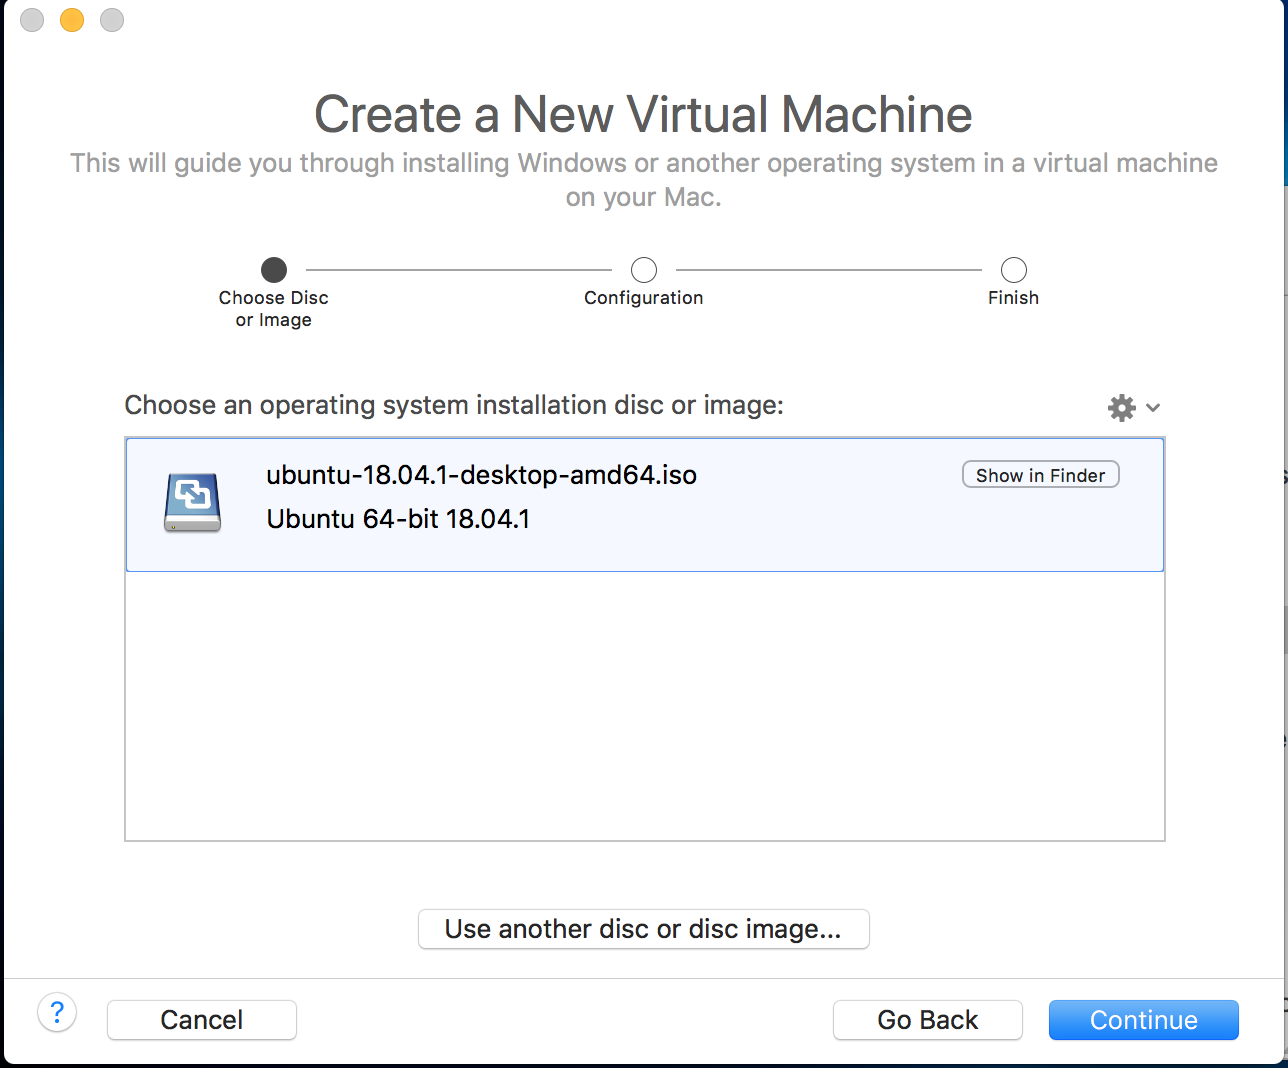 Create a New Virtual Machine
This will guide you through installing Windows or another operating system in a virtual machine
on your Mac.
Choose Disc
or Image
Configuration
Finish
Choose an operating system installation disc or image:
ubuntu-18.04.1-desktop-amd64.iso
Show in Finder
Ubuntu 64-bit 18.04.1
Use another disc or disc image...
?
Cancel
Go Back
Continue